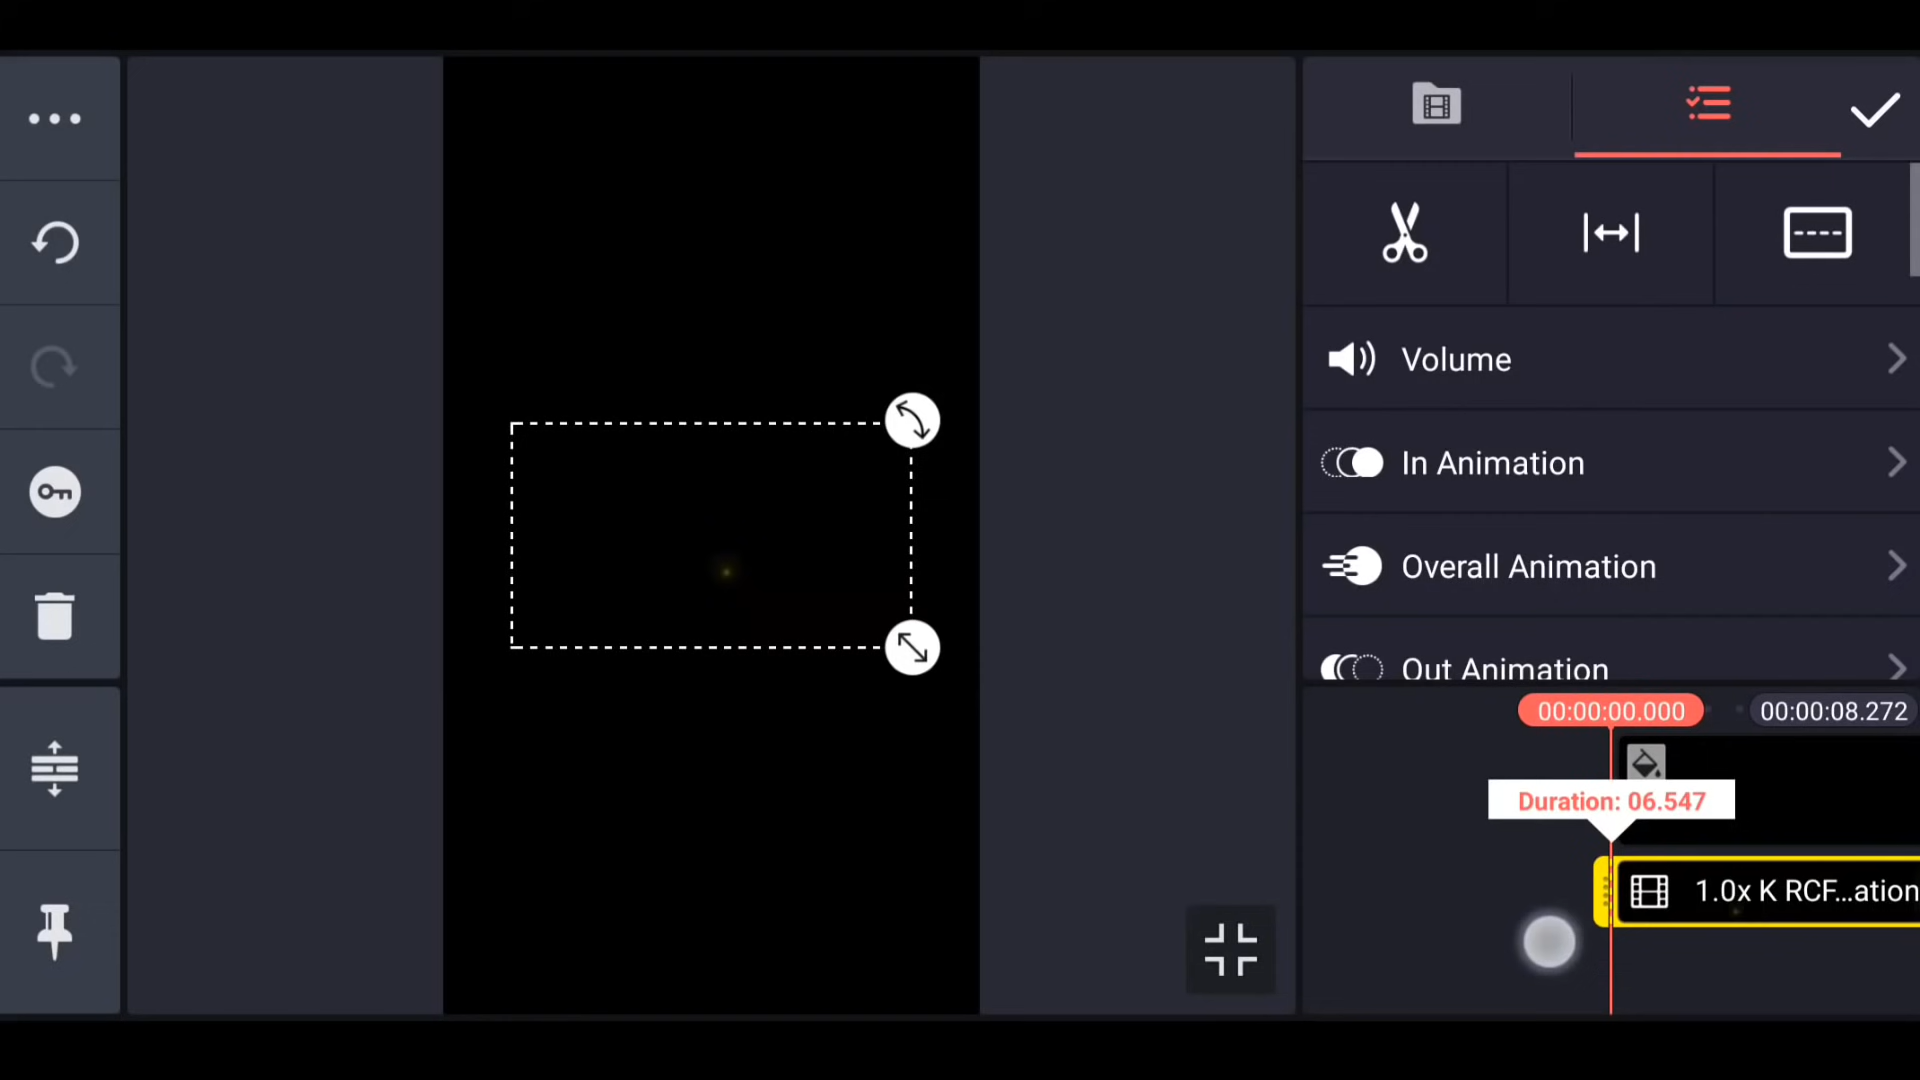 Volume
In Animation
Overall Animation
Out Animation
00:00:00.000
00:00:08.272
Duration: 06.547
1.0x K RCF...ation